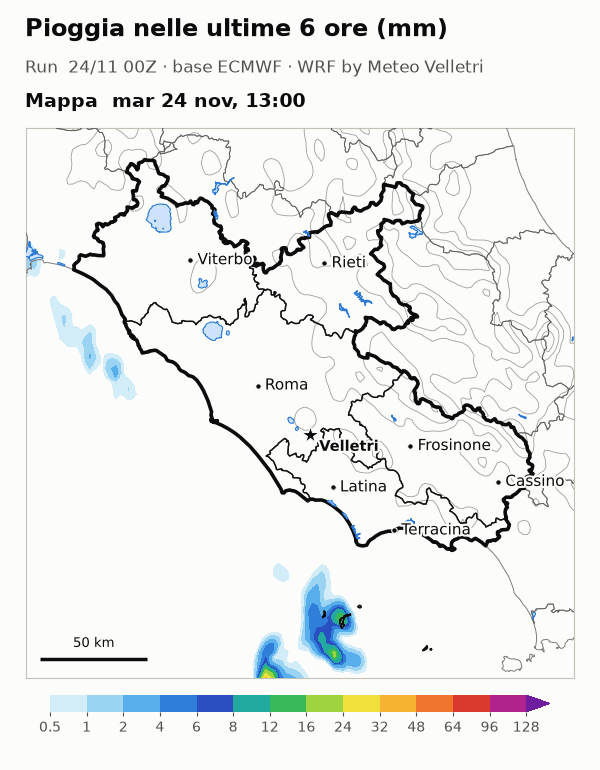 Pioggia nelle ultime 6 ore (mm)
Run  24/11 00Z · base ECMWF · WRF by Meteo Velletri
Mappa  mar 24 nov, 13:00
Viterbo
Rieti
Roma
Velletri
Frosinone
Latina
Cassino
Terracina
50 km
0.5 1 2 4 6 8 12 16 24 32 48 64 96 128